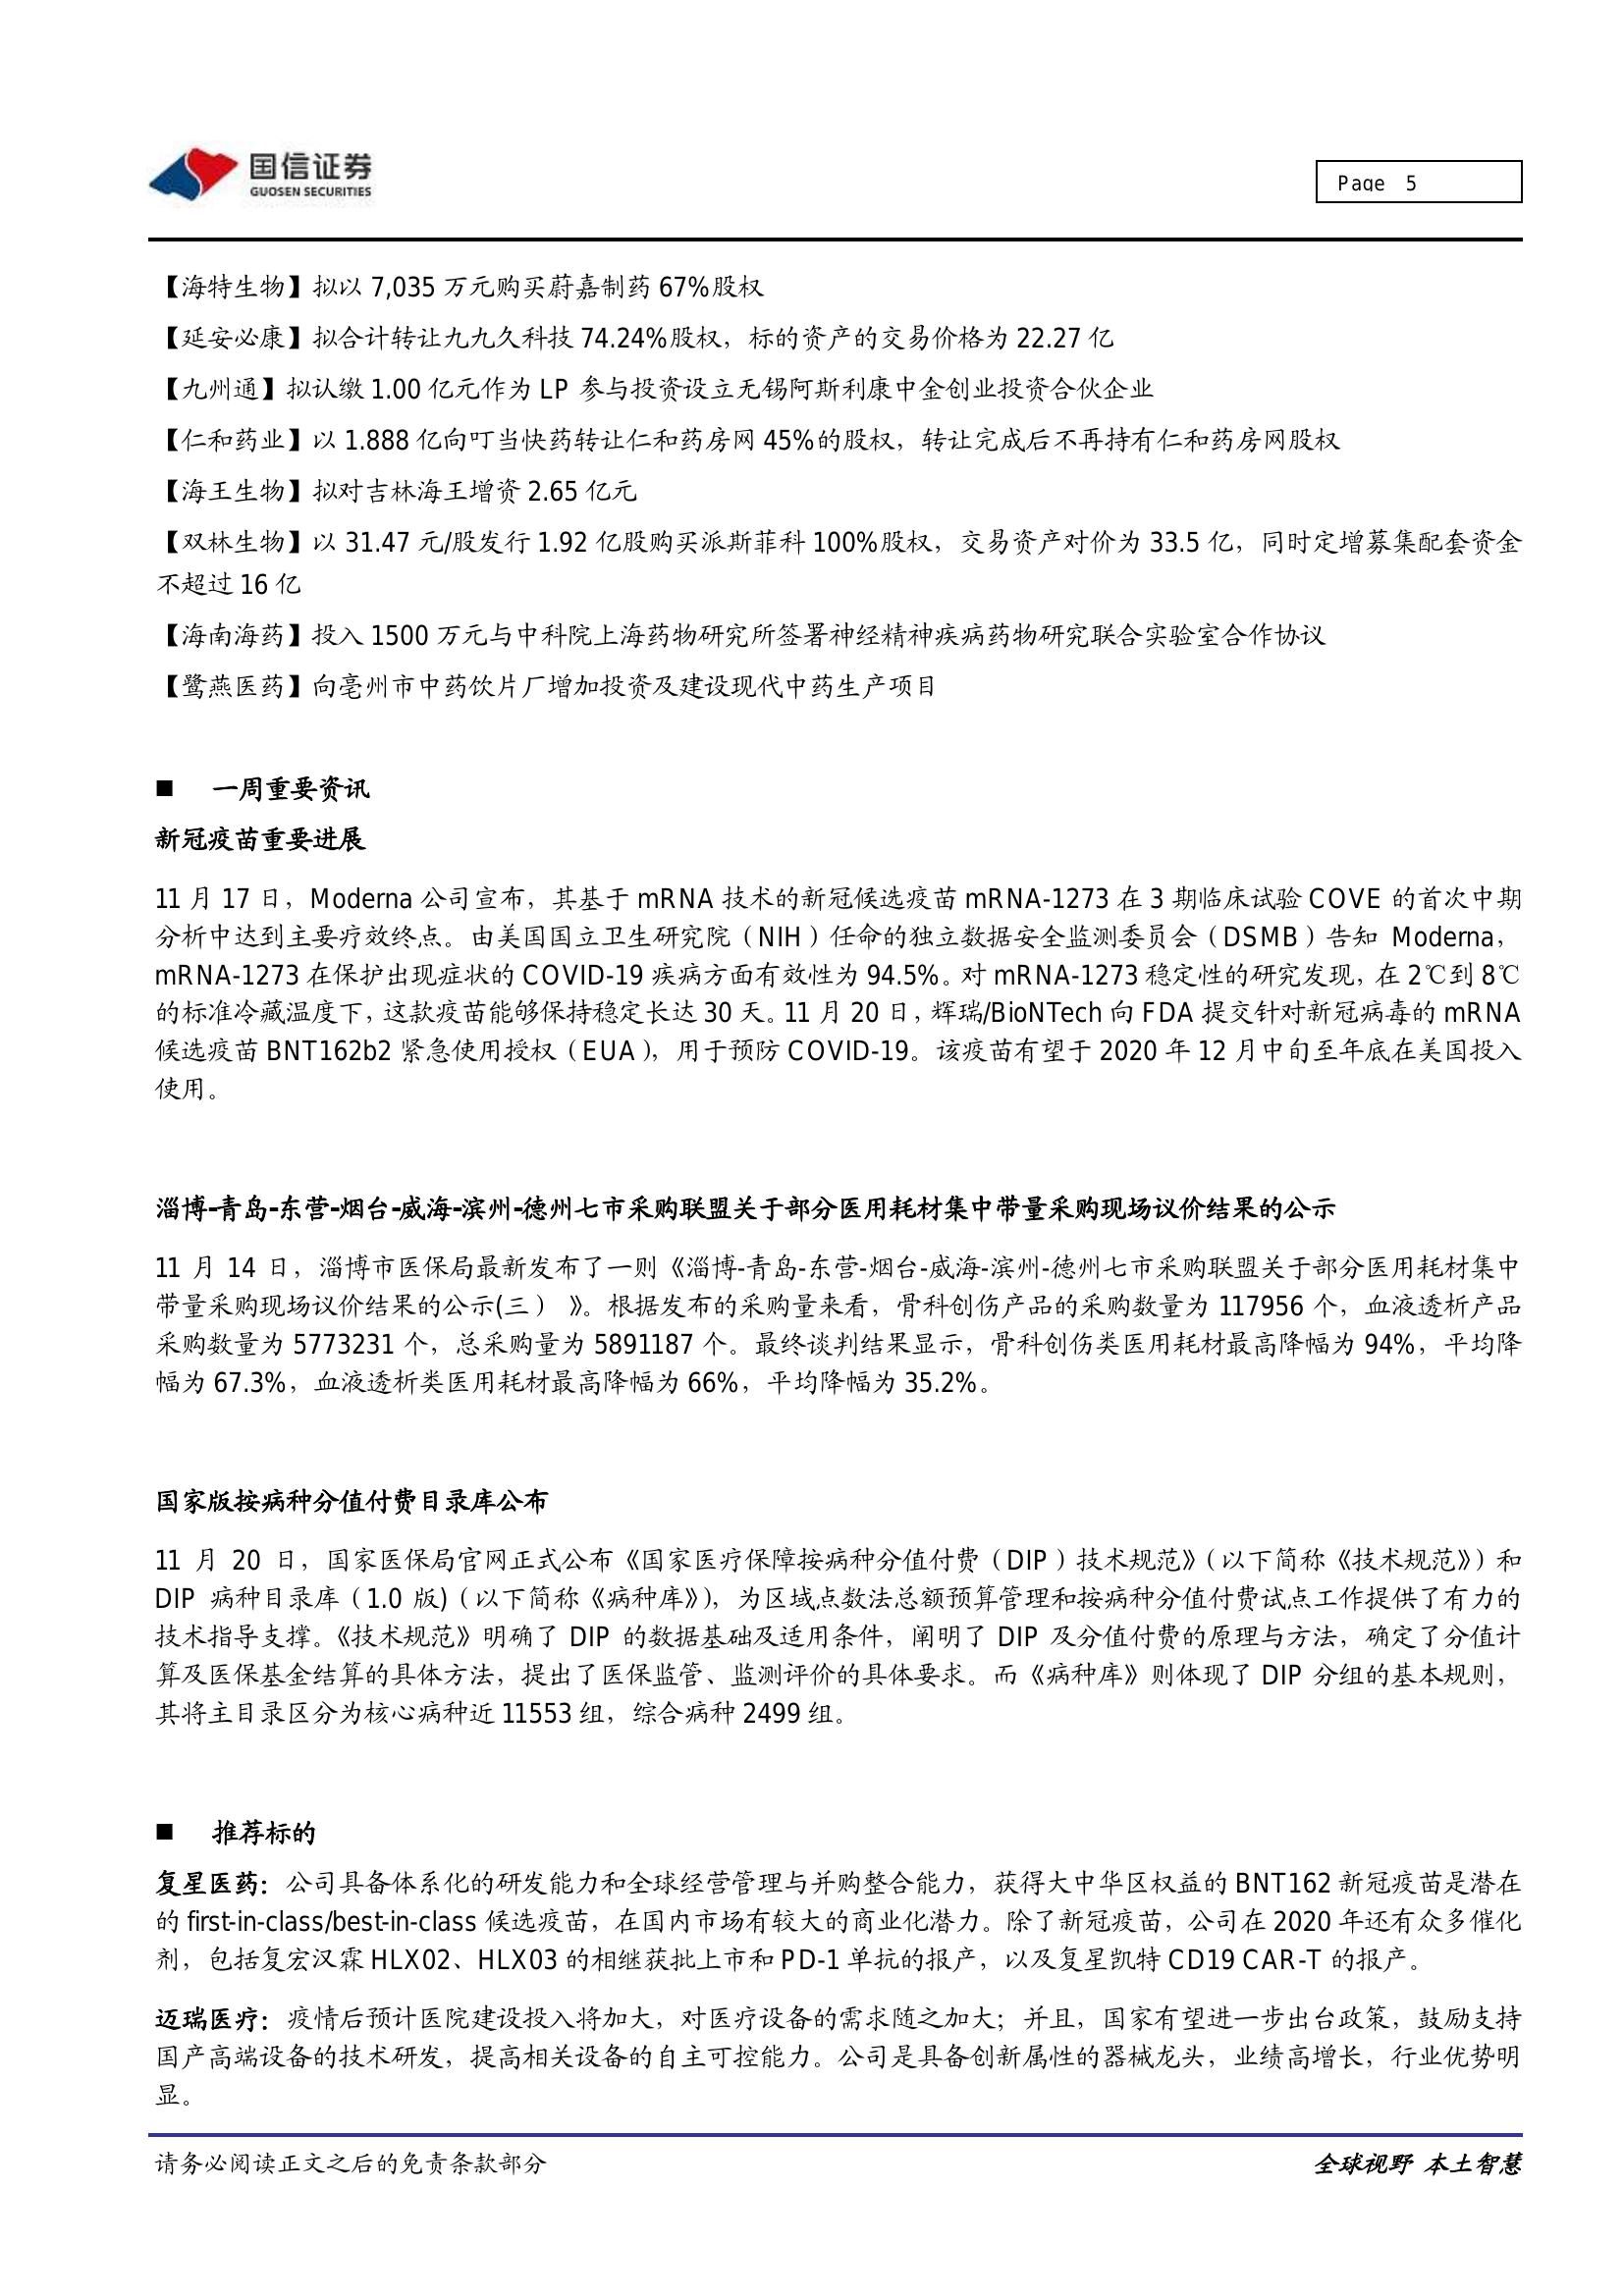 国信证券
GUOSEN SECURITIES
Page 5
【海特生物】拟以 7,035 万元购买蔚嘉制药 67%股权
【延安必康】拟合计转让九九久科技 74.24%股权，标的资产的交易价格为 22.27 亿
【九州通】拟认缴 1.00 亿元作为 LP 参与投资设立无锡阿斯利康中金创业投资合伙企业
【仁和药业】以 1.888 亿向叮当快药转让仁和药房网 45%的股权，转让完成后不再持有仁和药房网股权
【海王生物】拟对吉林海王增资 2.65 亿元
【双林生物】以 31.47 元/股发行 1.92 亿股购买派斯菲科 100%股权，交易资产对价为 33.5 亿，同时定增募集配套资金
不超过 16 亿
【海南海药】投入 1500 万元与中科院上海药物研究所签署神经精神疾病药物研究联合实验室合作协议
【鹭燕医药】向亳州市中药饮片厂增加投资及建设现代中药生产项目
■ 一周重要资讯
新冠疫苗重要进展
11 月 17 日，Moderna 公司宣布，其基于 mRNA 技术的新冠候选疫苗 mRNA-1273 在 3 期临床试验 COVE 的首次中期
分析中达到主要疗效终点。由美国国立卫生研究院（NIH）任命的独立数据安全监测委员会（DSMB）告知 Moderna，
mRNA-1273 在保护出现症状的 COVID-19 疾病方面有效性为 94.5%。对 mRNA-1273 稳定性的研究发现，在 2℃到 8℃
的标准冷藏温度下，这款疫苗能够保持稳定长达 30 天。11 月 20 日，辉瑞/BioNTech 向 FDA 提交针对新冠病毒的 mRNA
候选疫苗 BNT162b2 紧急使用授权（EUA），用于预防 COVID-19。该疫苗有望于 2020 年 12 月中旬至年底在美国投入
使用。
淄博-青岛-东营-烟台-威海-滨州-德州七市采购联盟关于部分医用耗材集中带量采购现场议价结果的公示
11 月 14 日，淄博市医保局最新发布了一则《淄博-青岛-东营-烟台-威海-滨州-德州七市采购联盟关于部分医用耗材集中
带量采购现场议价结果的公示(三） 》。根据发布的采购量来看，骨科创伤产品的采购数量为 117956 个，血液透析产品
采购数量为 5773231 个，总采购量为 5891187 个。最终谈判结果显示，骨科创伤类医用耗材最高降幅为 94%，平均降
幅为 67.3%，血液透析类医用耗材最高降幅为 66%，平均降幅为 35.2%。
国家版按病种分值付费目录库公布
11 月 20 日，国家医保局官网正式公布《国家医疗保障按病种分值付费（DIP）技术规范》（以下简称《技术规范》）和
DIP 病种目录库（1.0 版)（以下简称《病种库》)，为区域点数法总额预算管理和按病种分值付费试点工作提供了有力的
技术指导支撑。《技术规范》明确了 DIP 的数据基础及适用条件，阐明了 DIP 及分值付费的原理与方法，确定了分值计
算及医保基金结算的具体方法，提出了医保监管、监测评价的具体要求。而《病种库》则体现了 DIP 分组的基本规则，
其将主目录区分为核心病种近 11553 组，综合病种 2499 组。
■ 推荐标的
复星医药：公司具备体系化的研发能力和全球经营管理与并购整合能力，获得大中华区权益的 BNT162 新冠疫苗是潜在
的 first-in-class/best-in-class 候选疫苗，在国内市场有较大的商业化潜力。除了新冠疫苗，公司在 2020 年还有众多催化
剂，包括复宏汉霖 HLX02、HLX03 的相继获批上市和 PD-1 单抗的报产，以及复星凯特 CD19 CAR-T 的报产。
迈瑞医疗：疫情后预计医院建设投入将加大，对医疗设备的需求随之加大；并且，国家有望进一步出台政策，鼓励支持
国产高端设备的技术研发，提高相关设备的自主可控能力。公司是具备创新属性的器械龙头，业绩高增长，行业优势明
显。
请务必阅读正文之后的免责条款部分
全球视野 本土智慧